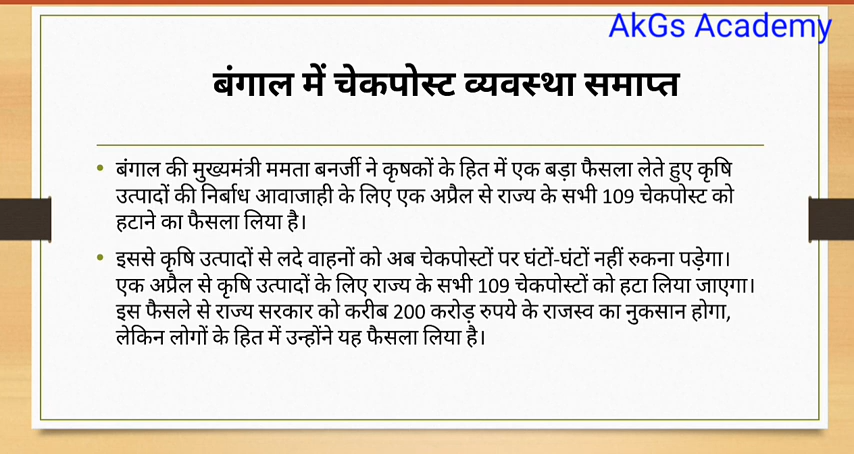 AkGs Academy
बंगाल में चेकपोस्ट व्यवस्था समाप्त
• बंगाल की मुख्यमंत्री ममता बनर्जी ने कृषकों के हित में एक बड़ा फैसला लेते हुए कृषि
उत्पादों की निर्बाध आवाजाही के लिए एक अप्रैल से राज्य के सभी 109 चेकपोस्ट को
हटाने का फैसला लिया है।
• इससे कृषि उत्पादों से लदे वाहनों को अब चेकपोस्टों पर घंटों-घंटों नहीं रुकना पड़ेगा।
एक अप्रैल से कृषि उत्पादों के लिए राज्य के सभी 109 चेकपोस्टों को हटा लिया जाएगा।
इस फैसले से राज्य सरकार को करीब 200 करोड़ रुपये के राजस्व का नुकसान होगा,
लेकिन लोगों के हित में उन्होंने यह फैसला लिया है।